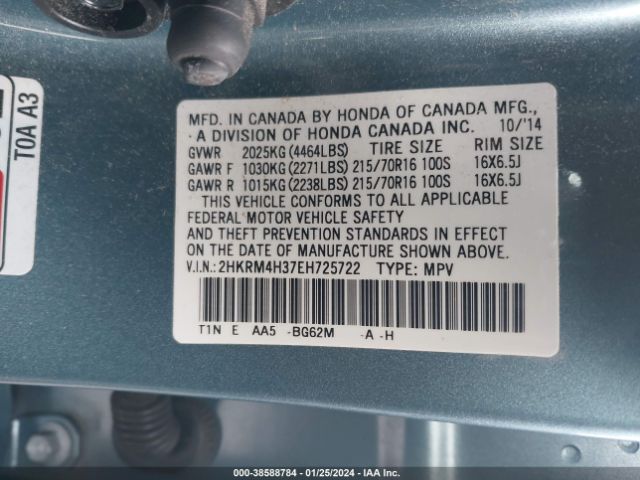 T0A A3
MFD. IN CANADA BY HONDA OF CANADA MFG.,
A DIVISION OF HONDA CANADA INC. 10/'14
GVWR 2025KG (4464LBS) TIRE SIZE RIM SIZE
GAWR F 1030KG (2271LBS) 215/70R16 100S 16X6.5J
GAWR R 1015KG (2238LBS) 215/70R16 100S 16X6.5J
THIS VEHICLE CONFORMS TO ALL APPLICABLE
FEDERAL MOTOR VEHICLE SAFETY
AND THEFT PREVENTION STANDARDS IN EFFECT
ON THE DATE OF MANUFACTURE SHOWN ABOVE.
V.I.N.: 2HKRM4H37EH725722 TYPE: MPV
T1N E AA5 -BG62M -A -H
000-38588784 - 01/25/2024 - IAA Inc.